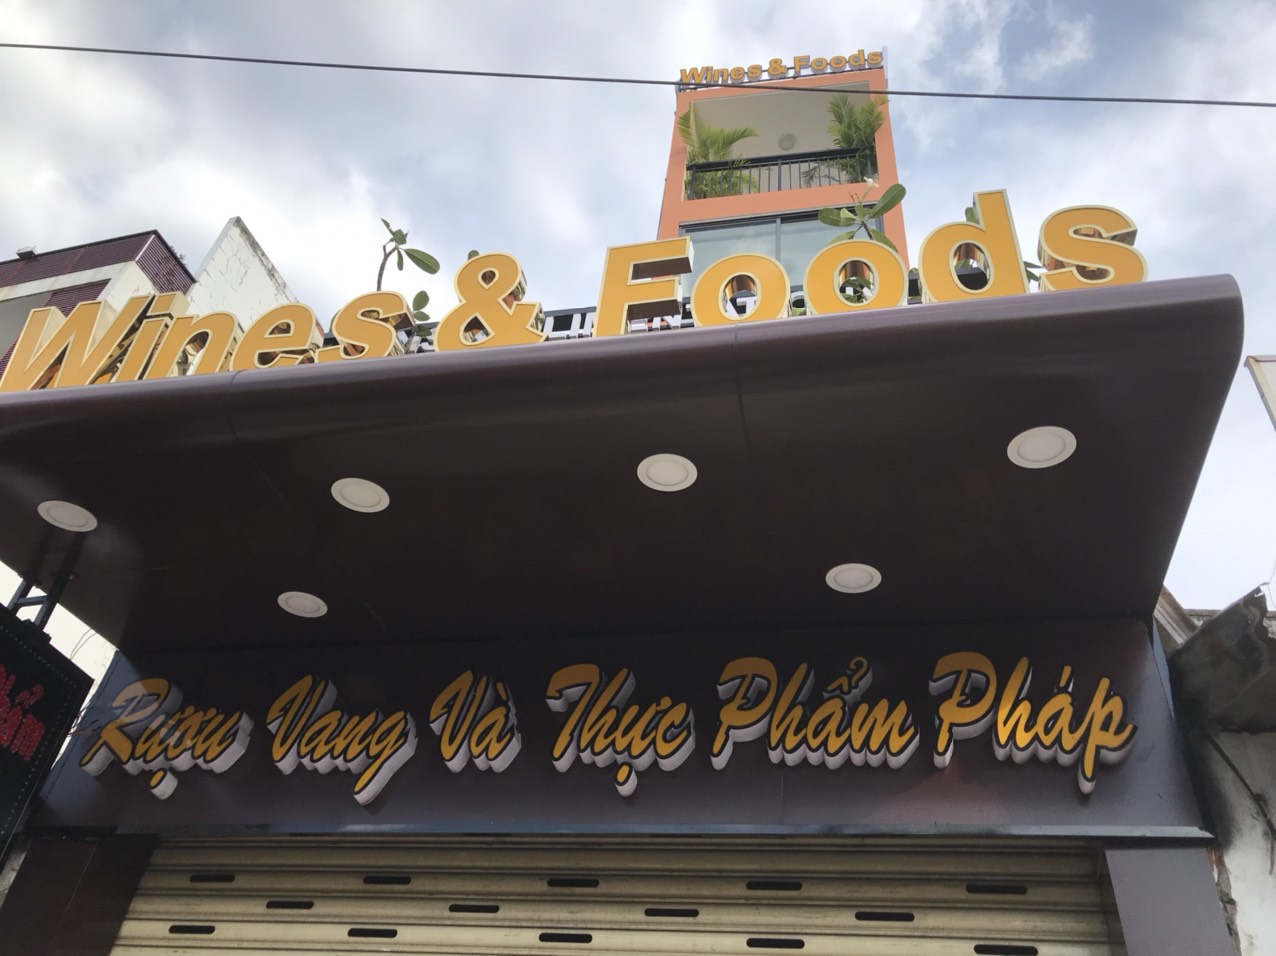 Wines & Foods
Wines & Foods
Rượu Vang Và Thực Phẩm Pháp